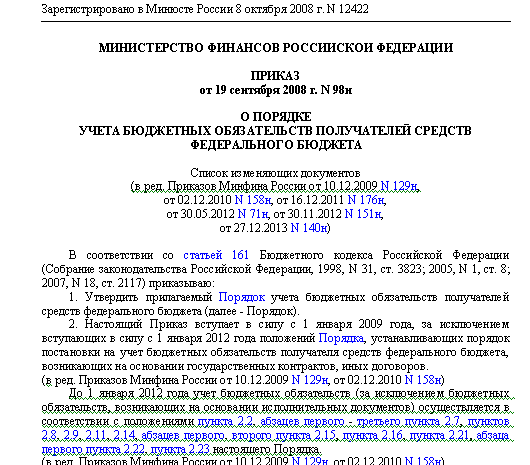 Зарегистрировано в Минюсте России 8 октября 2008 г. N 12422
МИНИСТЕРСТВО ФИНАНСОВ РОССИЙСКОЙ ФЕДЕРАЦИИ
ПРИКАЗ
от 19 сентября 2008 г. N 98н
О ПОРЯДКЕ
УЧЕТА БЮДЖЕТНЫХ ОБЯЗАТЕЛЬСТВ ПОЛУЧАТЕЛЕЙ СРЕДСТВ
ФЕДЕРАЛЬНОГО БЮДЖЕТА
Список изменяющих документов
(в ред. Приказов Минфина России от 10.12.2009 N 129н,
от 02.12.2010 N 158н, от 16.12.2011 N 176н,
от 30.05.2012 N 71н, от 30.11.2012 N 151н,
от 27.12.2013 N 140н)
В соответствии со статьей 161 Бюджетного кодекса Российской Федерации
(Собрание законодательства Российской Федерации, 1998, N 31, ст. 3823; 2005, N 1, ст. 8;
2007, N 18, ст. 2117) приказываю:
1. Утвердить прилагаемый Порядок учета бюджетных обязательств получателей
средств федерального бюджета (далее - Порядок).
2. Настоящий Приказ вступает в силу с 1 января 2009 года, за исключением
вступающих в силу с 1 января 2012 года положений Порядка, устанавливающих порядок
постановки на учет бюджетных обязательств получателя средств федерального бюджета,
возникающих на основании государственных контрактов, иных договоров.
(в ред. Приказов Минфина России от 10.12.2009 N 129н, от 02.12.2010 N 158н)
До 1 января 2012 года учет бюджетных обязательств (за исключением бюджетных
обязательств, возникающих на основании исполнительных документов) осуществляется в
соответствии с положениями пункта 2.2, абзацев первого - третьего пункта 2.7, пунктов
2.8, 2.9, 2.11, 2.14, абзацев первого, второго пункта 2.15, пункта 2.16, пункта 2.21, абзаца
первого пункта 2.22, пункта 2.23 настоящего Порядка.
(в ред. Приказов Минфина России от 10.12.2009 N 129н, от 02.12.2010 N 158н)